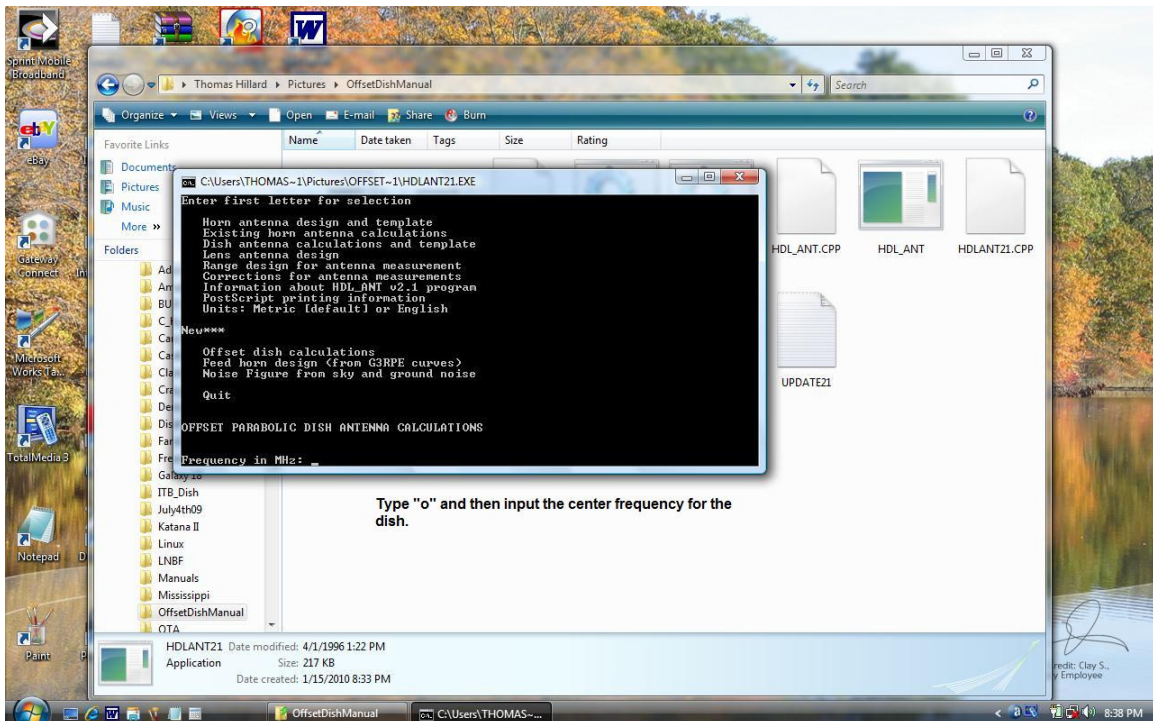 Sprint Mobile
Broadband
eBay
Gateway
Connect
Microsoft
Works Ta...
TotalMedia 3
Notepad
Paint
Thomas Hillard
Pictures
OffsetDishManual
Search
Organize
Views
Open
E-mail
Share
Burn
Favorite Links
Documents
Pictures
Music
More »
Folders
Name
Date taken
Tags
Size
Rating
C:\Users\THOMAS~1\Pictures\OFFSET~1\HDLANT21.EXE
Enter first letter for selection
Horn antenna design and template
Existing horn antenna calculations
Dish antenna calculations and template
Lens antenna design
Range design for antenna measurement
Corrections for antenna measurements
Information about HDL_ANT v2.1 program
PostScript printing information
Units: Metric [default] or English
New***
Offset dish calculations
Feed horn design (from G3RPE curves)
Noise Figure from sky and ground noise
Quit
OFFSET PARABOLIC DISH ANTENNA CALCULATIONS
Frequency in MHz: _
HDL_ANT.CPP
HDL_ANT
HDLANT21.CPP
UPDATE21
Galaxy 18
ITB_Dish
July4th09
Katana II
Linux
LNBF
Manuals
Mississippi
OffsetDishManual
OTA
Type "o" and then input the center frequency for the
dish.
HDLANT21 Date modified: 4/1/1996 1:22 PM
Application Size: 217 KB
Date created: 1/15/2010 8:33 PM
redit: Clay S.,
y Employee
OffsetDishManual
C:\Users\THOMAS~...
8:38 PM